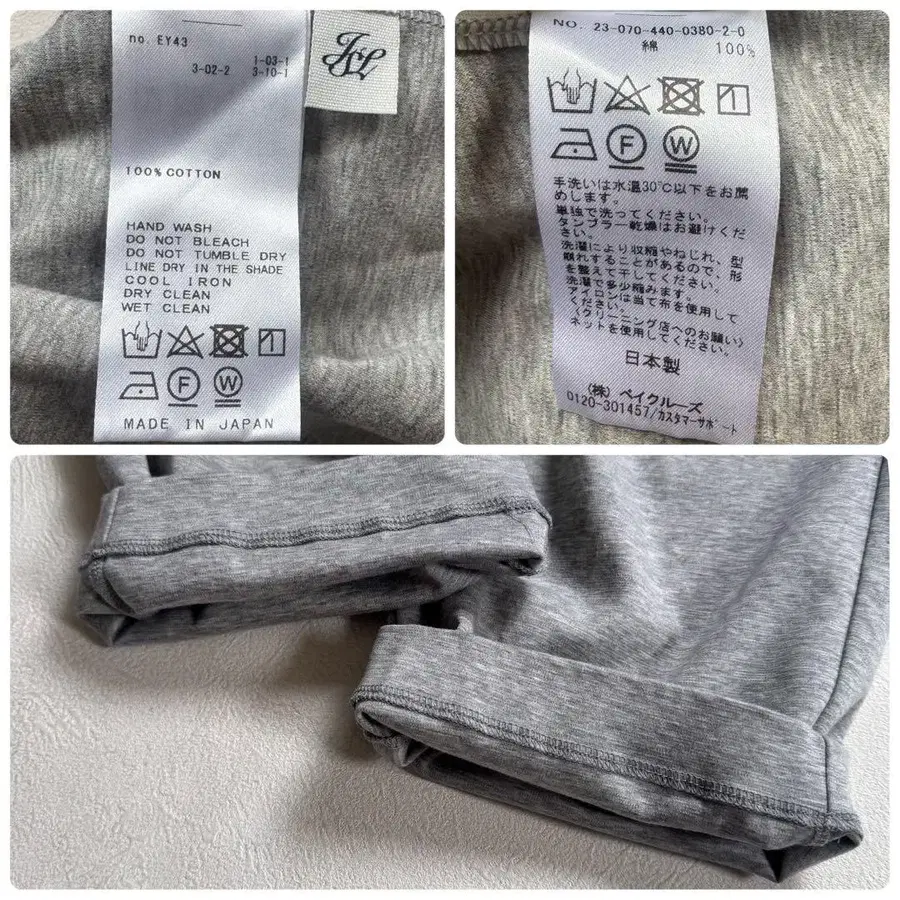 no. EY43
1-03-1
3-02-2 3-10-1
100% COTTON
HAND WASH
DO NOT BLEACH
DO NOT TUMBLE DRY
LINE DRY IN THE SHADE
COOL IRON
DRY CLEAN
WET CLEAN
F W
MADE IN JAPAN
NO. 23-070-440-0380-2-0
綿 100%
F W
手洗いは水温30℃以下をお薦
めします。
単独で洗ってください。
タンブラー乾燥はお避けくだ
さい。
洗濯により収縮やねじれ、型
崩れすることがあるので、形
を整えて干してください。
洗濯で多少縮みます。
アイロンは当て布を使用して
ください。
〈クリーニング店へのお願い〉
ネットを使用してください。
日本製
(株) ベイクルーズ
0120-301457/カスタマーサポート